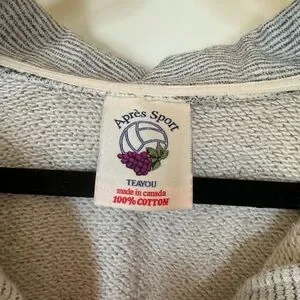 Après Sport
TEAYOU
made in canada
100% COTTON